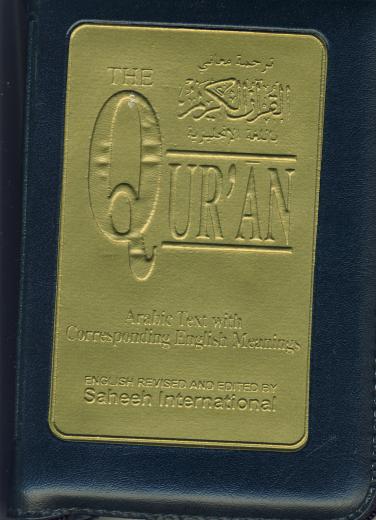 THE
ترجمة معاني
القرآن الكريم
باللغة الإنجليزية
QUR'ĀN
Arabic Text with
Corresponding English Meanings
ENGLISH REVISED AND EDITED BY
Saheeh International